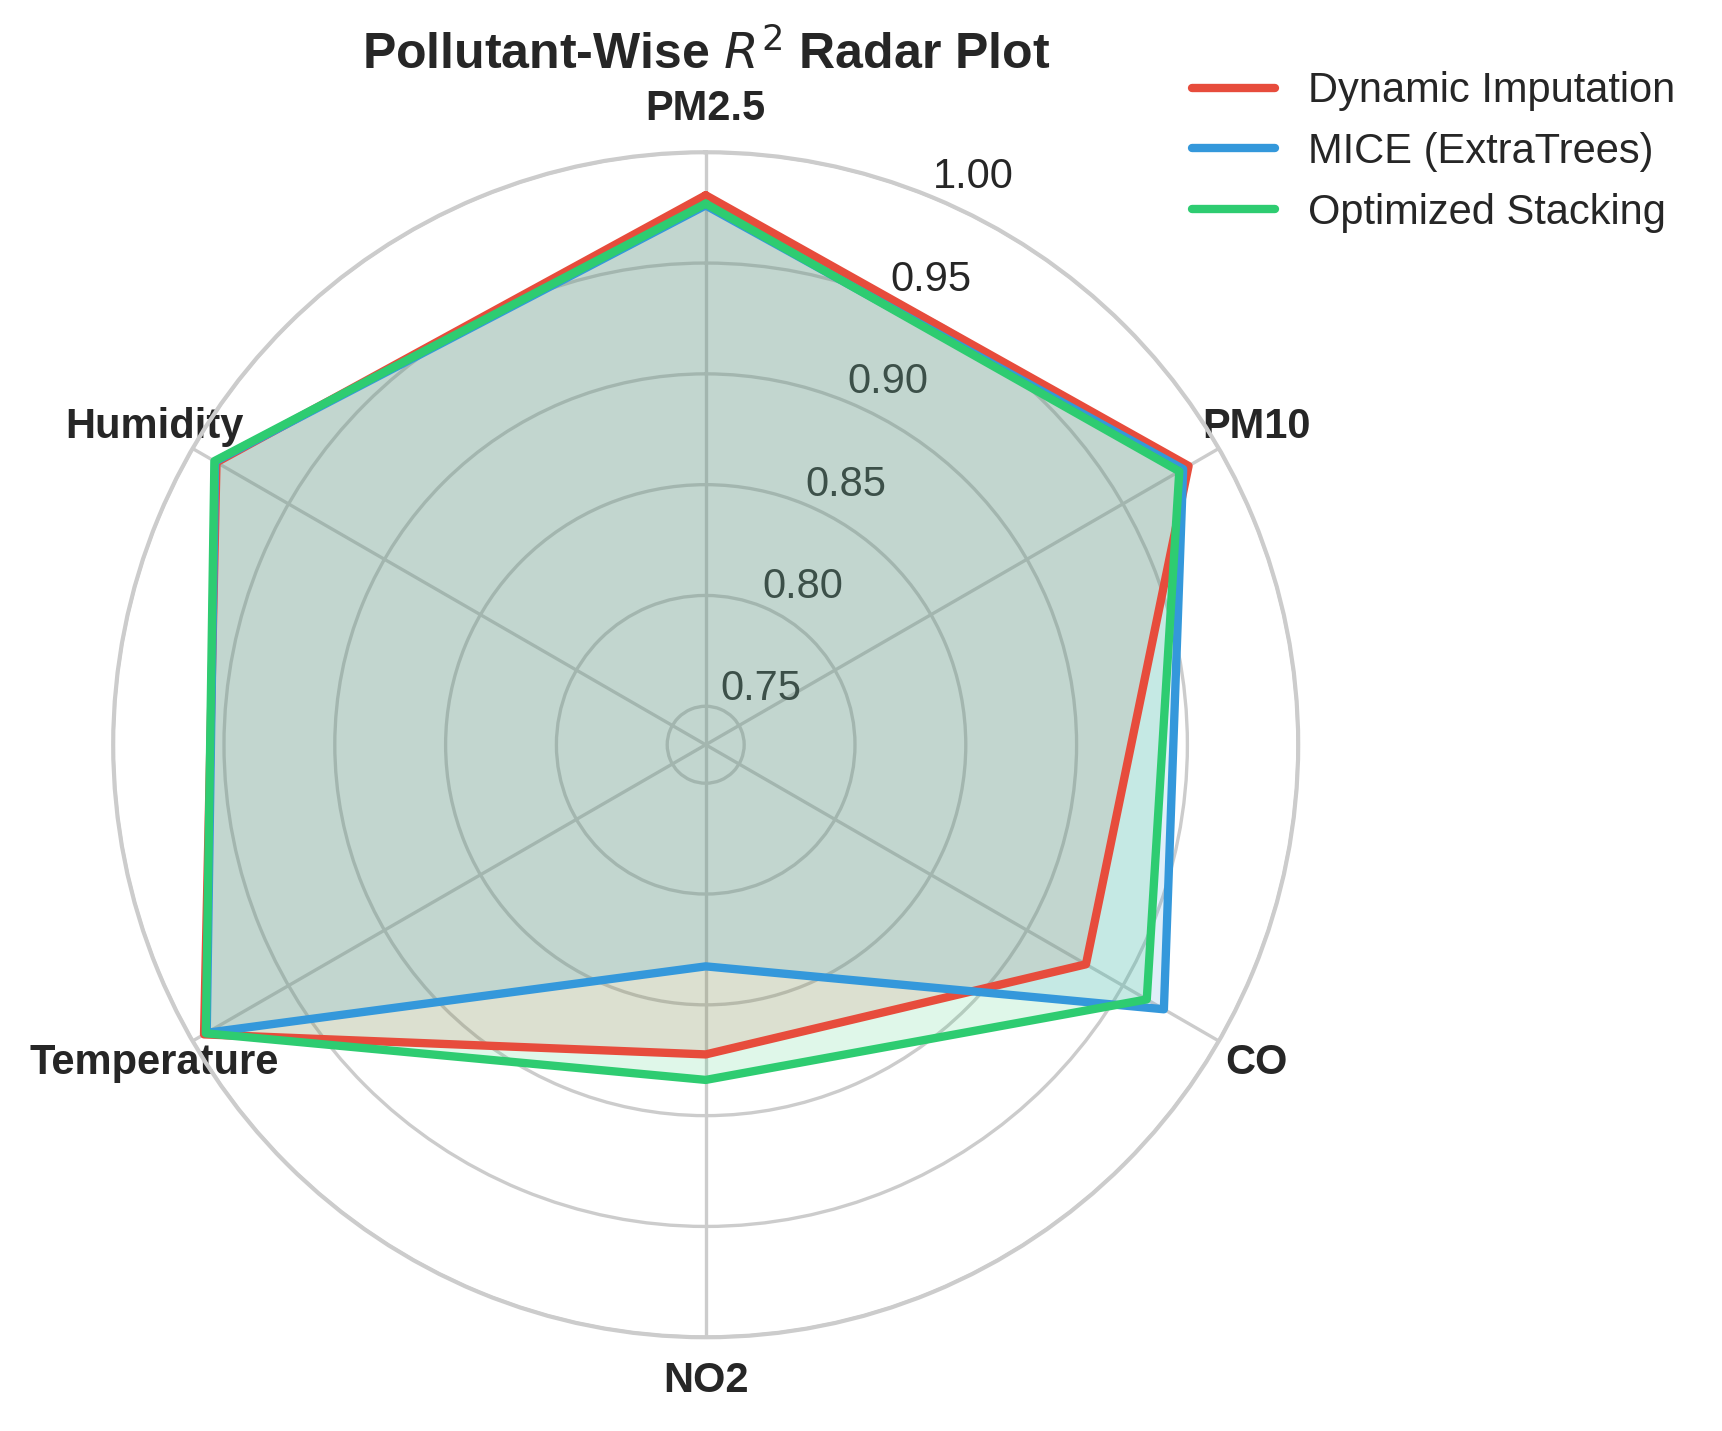 Pollutant-Wise R² Radar Plot
PM2.5
Dynamic Imputation
MICE (ExtraTrees)
Optimized Stacking
1.00
0.95
0.90
0.85
0.80
0.75
Humidity
PM10
Temperature
CO
NO2